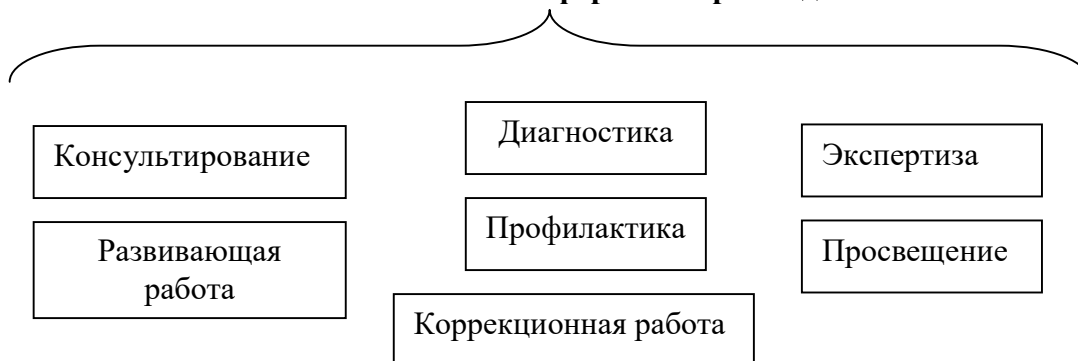 Консультирование
Диагностика
Экспертиза
Развивающая
работа
Профилактика
Просвещение
Коррекционная работа